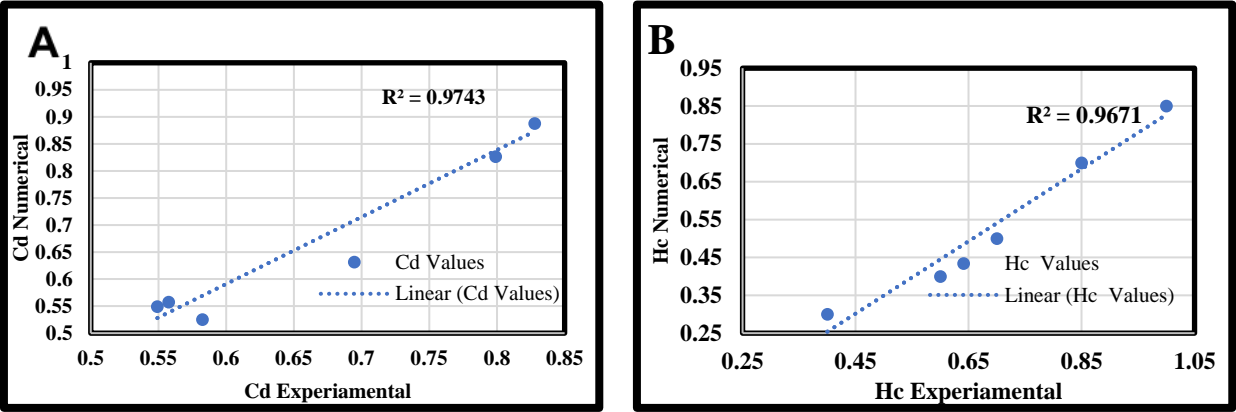 A
1
0.95
0.9
0.85
0.8
0.75
0.7
0.65
0.6
0.55
0.5
Cd Numerical
R² = 0.9743
Cd Values
Linear (Cd Values)
0.5 0.55 0.6 0.65 0.7 0.75 0.8 0.85
Cd Experiamental
B
0.95
0.85
0.75
0.65
0.55
0.45
0.35
0.25
Hc Numerical
R² = 0.9671
Hc Values
Linear (Hc Values)
0.25 0.45 0.65 0.85 1.05
Hc Experiamental